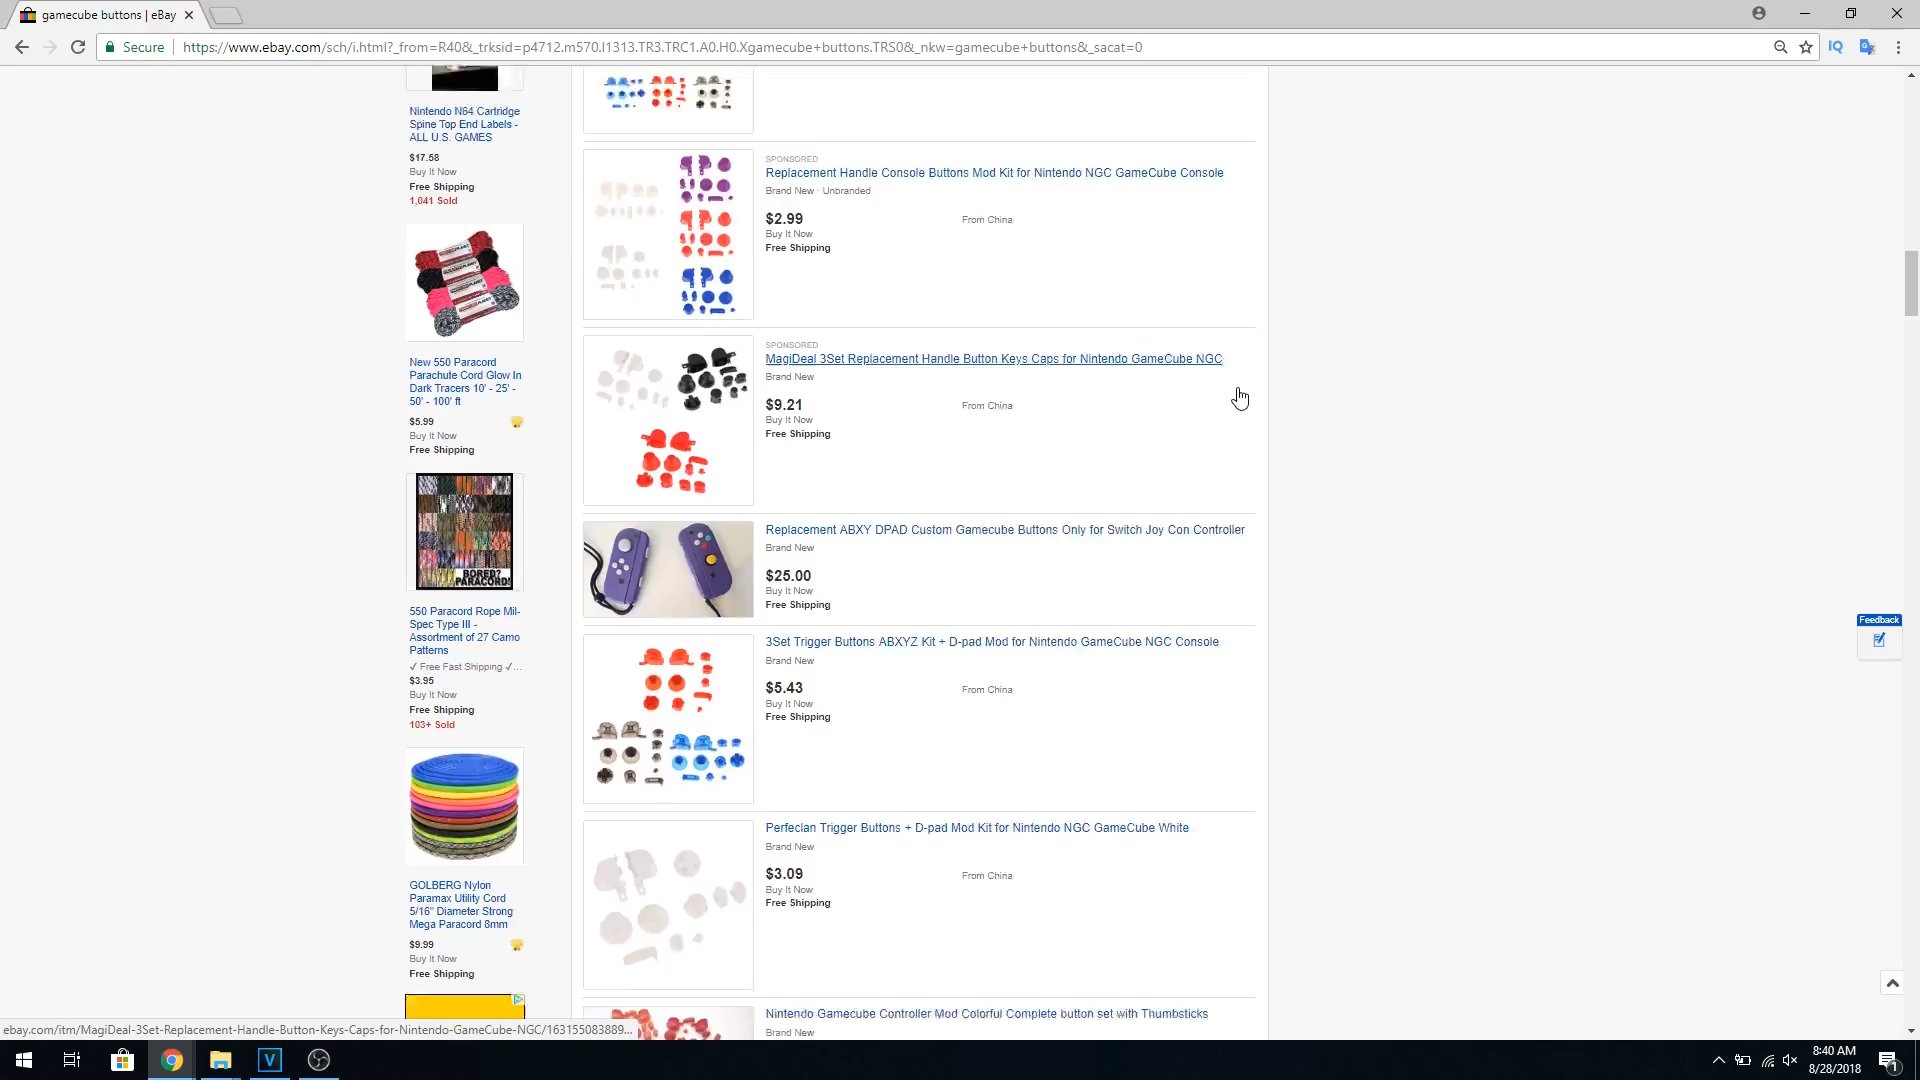 gamecube buttons | eBay
Secure
https://www.ebay.com/sch/i.html?_from=R40&_trksid=p4712.m570.l1313.TR3.TRC1.A0.H0.Xgamecube+buttons.TRS0&_nkw=gamecube+buttons&_sacat=0
IQ
Nintendo N64 Cartridge
Spine Top End Labels -
ALL U.S. GAMES
$17.58
Buy It Now
Free Shipping
1,041 Sold
New 550 Paracord
Parachute Cord Glow In
Dark Tracers 10' - 25' -
50' - 100' ft
$5.99
Buy It Now
Free Shipping
BORED?
PARACORD!
550 Paracord Rope Mil-
Spec Type III -
Assortment of 27 Camo
Patterns
✓ Free Fast Shipping ✓...
$3.95
Buy It Now
Free Shipping
103+ Sold
GOLBERG Nylon
Paramax Utility Cord
5/16" Diameter Strong
Mega Paracord 8mm
$9.99
Buy It Now
Free Shipping
SPONSORED
Replacement Handle Console Buttons Mod Kit for Nintendo NGC GameCube Console
Brand New · Unbranded
$2.99
From China
Buy It Now
Free Shipping
SPONSORED
MagiDeal 3Set Replacement Handle Button Keys Caps for Nintendo GameCube NGC
Brand New
$9.21
From China
Buy It Now
Free Shipping
Replacement ABXY DPAD Custom Gamecube Buttons Only for Switch Joy Con Controller
Brand New
$25.00
Buy It Now
Free Shipping
3Set Trigger Buttons ABXYZ Kit + D-pad Mod for Nintendo GameCube NGC Console
Brand New
$5.43
From China
Buy It Now
Free Shipping
Perfeclan Trigger Buttons + D-pad Mod Kit for Nintendo NGC GameCube White
Brand New
$3.09
From China
Buy It Now
Free Shipping
Nintendo Gamecube Controller Mod Colorful Complete button set with Thumbsticks
Brand New
Feedback
ebay.com/itm/MagiDeal-3Set-Replacement-Handle-Button-Keys-Caps-for-Nintendo-GameCube-NGC/163155083889...
V
8:40 AM
8/28/2018
1